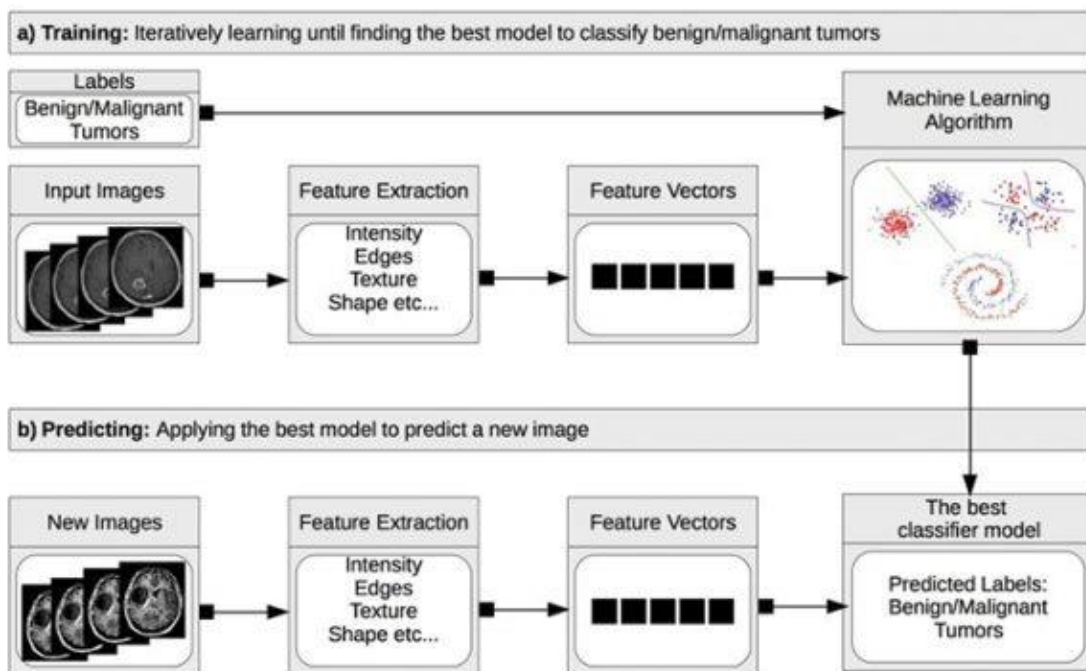 a) Training: Iteratively learning until finding the best model to classify benign/malignant tumors
Labels
Benign/Malignant
Tumors
Machine Learning
Algorithm
Input Images
Feature Extraction
Intensity
Edges
Texture
Shape etc...
Feature Vectors
b) Predicting: Applying the best model to predict a new image
New Images
Feature Extraction
Intensity
Edges
Texture
Shape etc...
Feature Vectors
The best
classifier model
Predicted Labels:
Benign/Malignant
Tumors